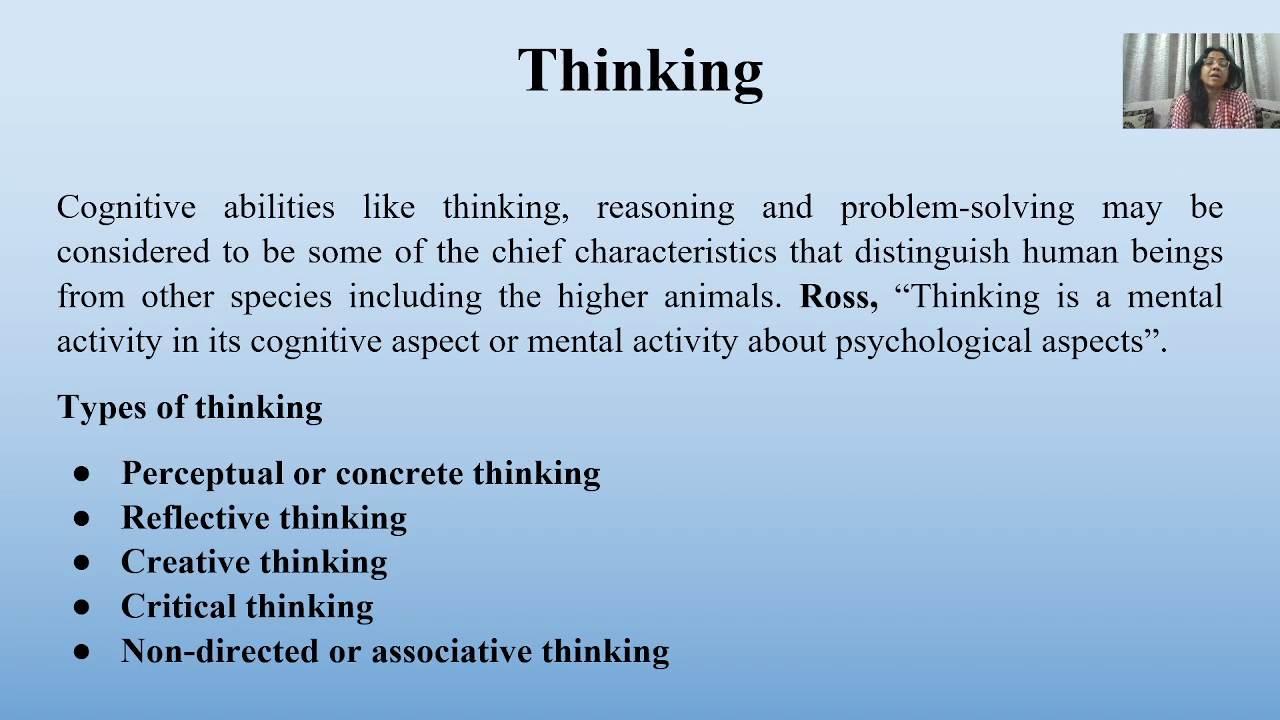 Thinking
Cognitive abilities like thinking, reasoning and problem-solving may be
considered to be some of the chief characteristics that distinguish human beings
from other species including the higher animals. Ross, “Thinking is a mental
activity in its cognitive aspect or mental activity about psychological aspects”.
Types of thinking
● Perceptual or concrete thinking
● Reflective thinking
● Creative thinking
● Critical thinking
● Non-directed or associative thinking